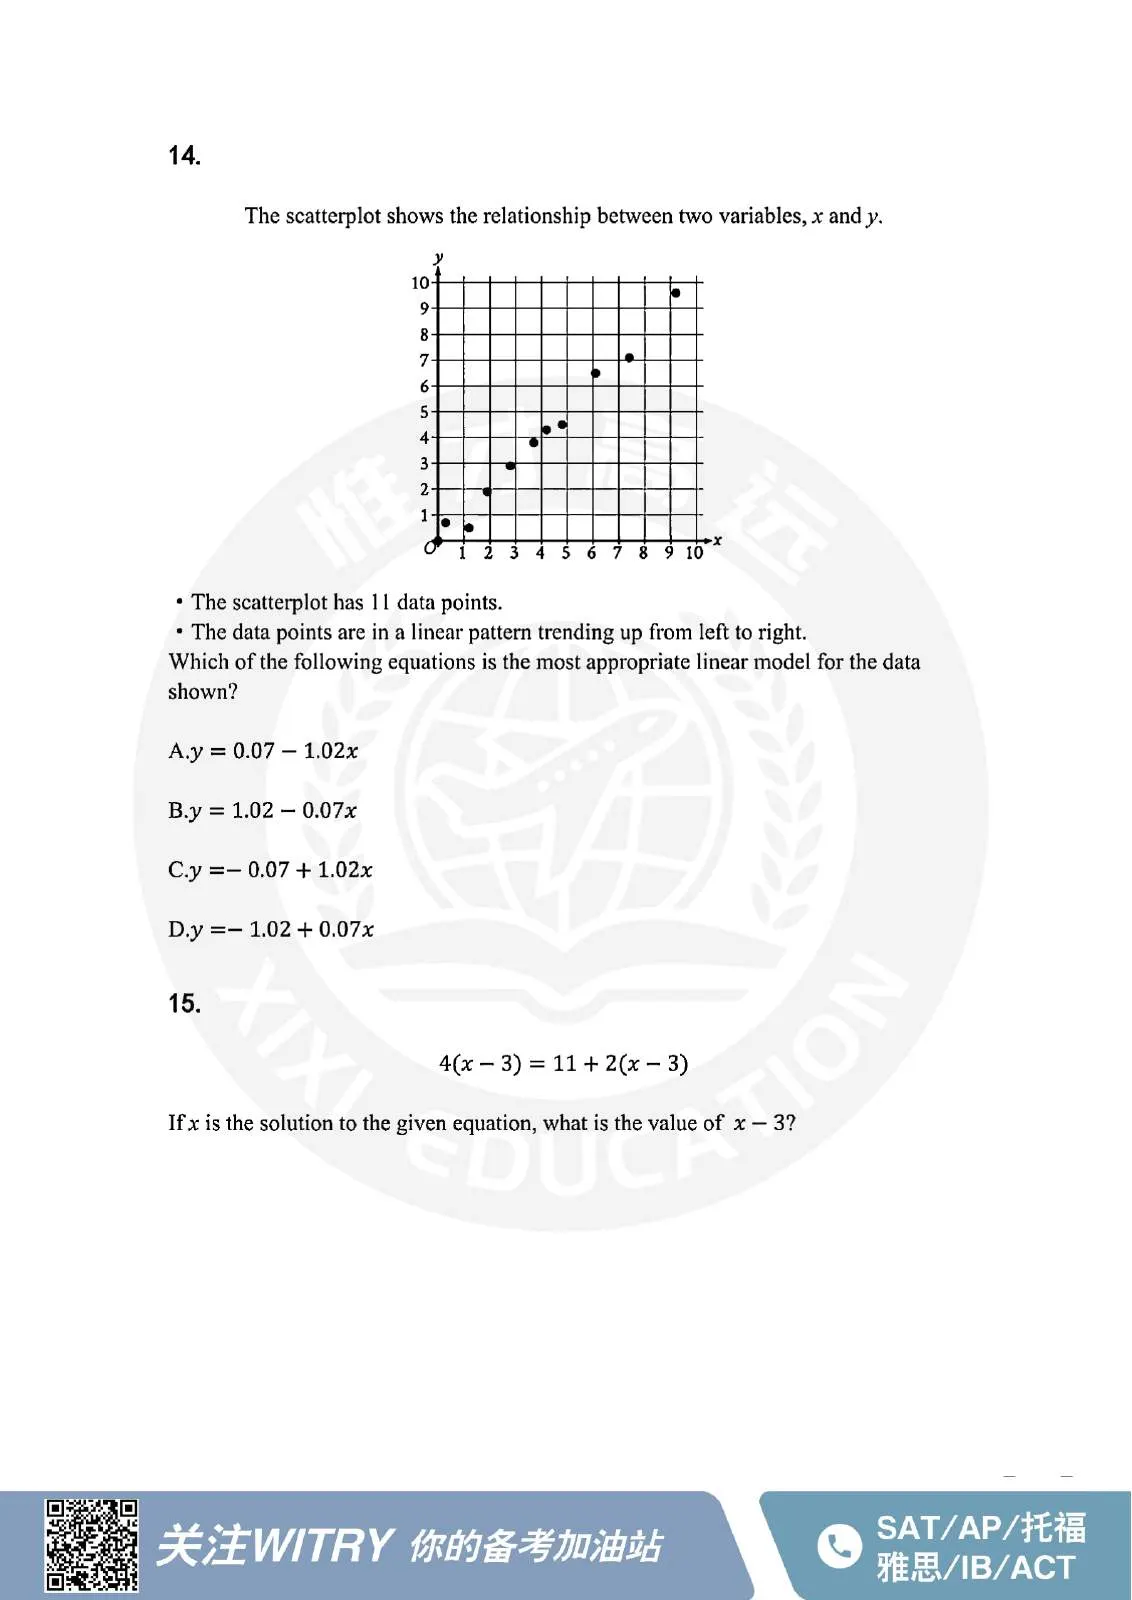 14.
The scatterplot shows the relationship between two variables, x and y.
y
10
9
8
7
6
5
4
3
2
1
O
1 2 3 4 5 6 7 8 9 10
x
• The scatterplot has 11 data points.
• The data points are in a linear pattern trending up from left to right.
Which of the following equations is the most appropriate linear model for the data
shown?
A.y = 0.07 − 1.02x
B.y = 1.02 − 0.07x
C.y =− 0.07 + 1.02x
D.y =− 1.02 + 0.07x
15.
4(x − 3) = 11 + 2(x − 3)
If x is the solution to the given equation, what is the value of x − 3?
XIXI EDUCATION
关注WITRY 你的备考加油站
SAT/AP/托福
雅思/IB/ACT